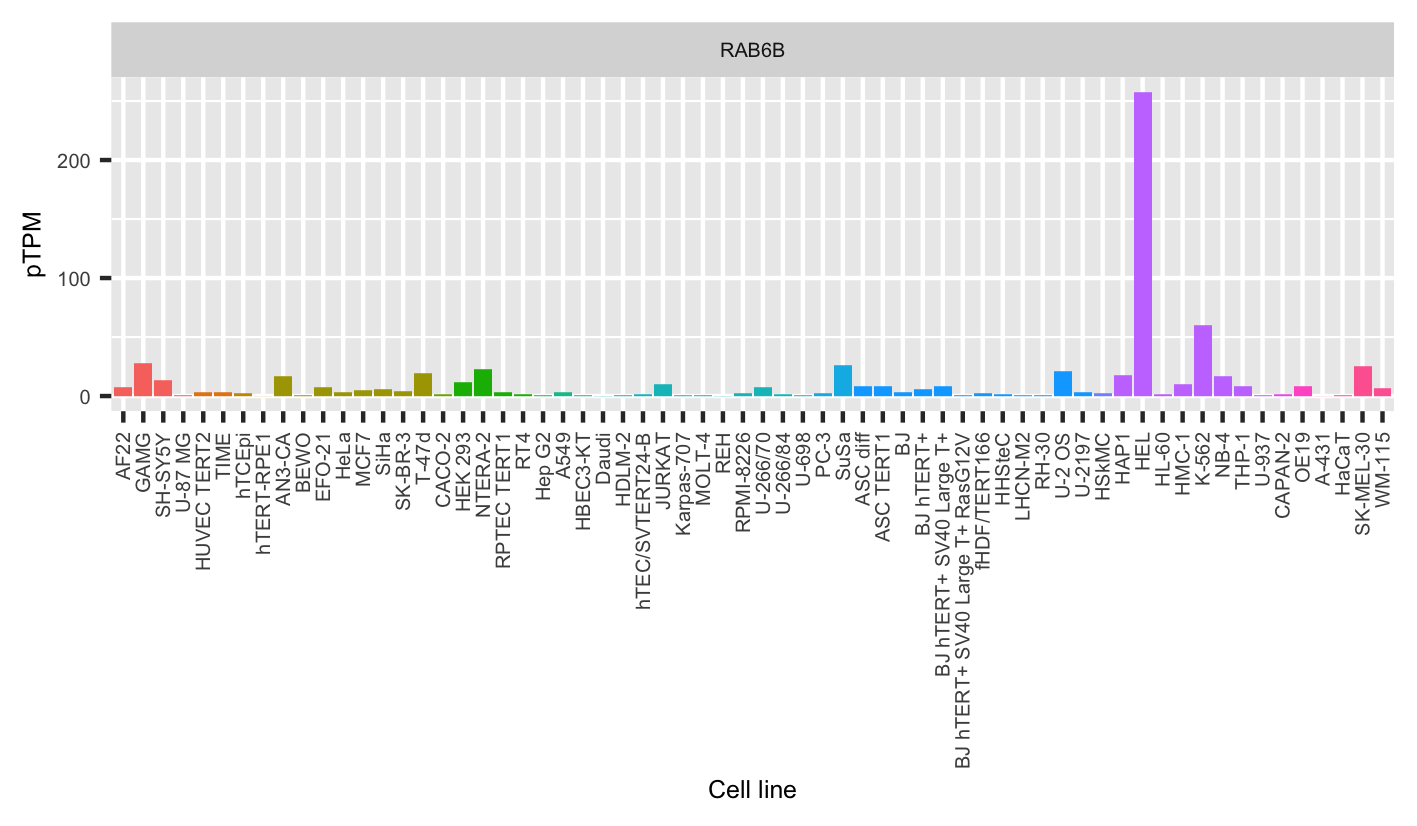 RAB6B
pTPM
200
100
0
AF22
GAMG
SH-SY5Y
U-87 MG
HUVEC TERT2
TIME
hTCEpi
hTERT-RPE1
AN3-CA
BEWO
EFO-21
HeLa
MCF7
SiHa
SK-BR-3
T-47d
CACO-2
HEK 293
NTERA-2
RPTEC TERT1
RT4
Hep G2
A549
HBEC3-KT
Daudi
HDLM-2
hTEC/SVTERT24-B
JURKAT
Karpas-707
MOLT-4
REH
RPMI-8226
U-266/70
U-266/84
U-698
PC-3
SuSa
ASC diff
ASC TERT1
BJ
BJ hTERT+
BJ hTERT+ SV40 Large T+
BJ hTERT+ SV40 Large T+ RasG12V
fHDF/TERT166
HHSteC
LHCN-M2
RH-30
U-2 OS
U-2197
HSkMC
HAP1
HEL
HL-60
HMC-1
K-562
NB-4
THP-1
U-937
CAPAN-2
OE19
A-431
HaCaT
SK-MEL-30
WM-115
Cell line